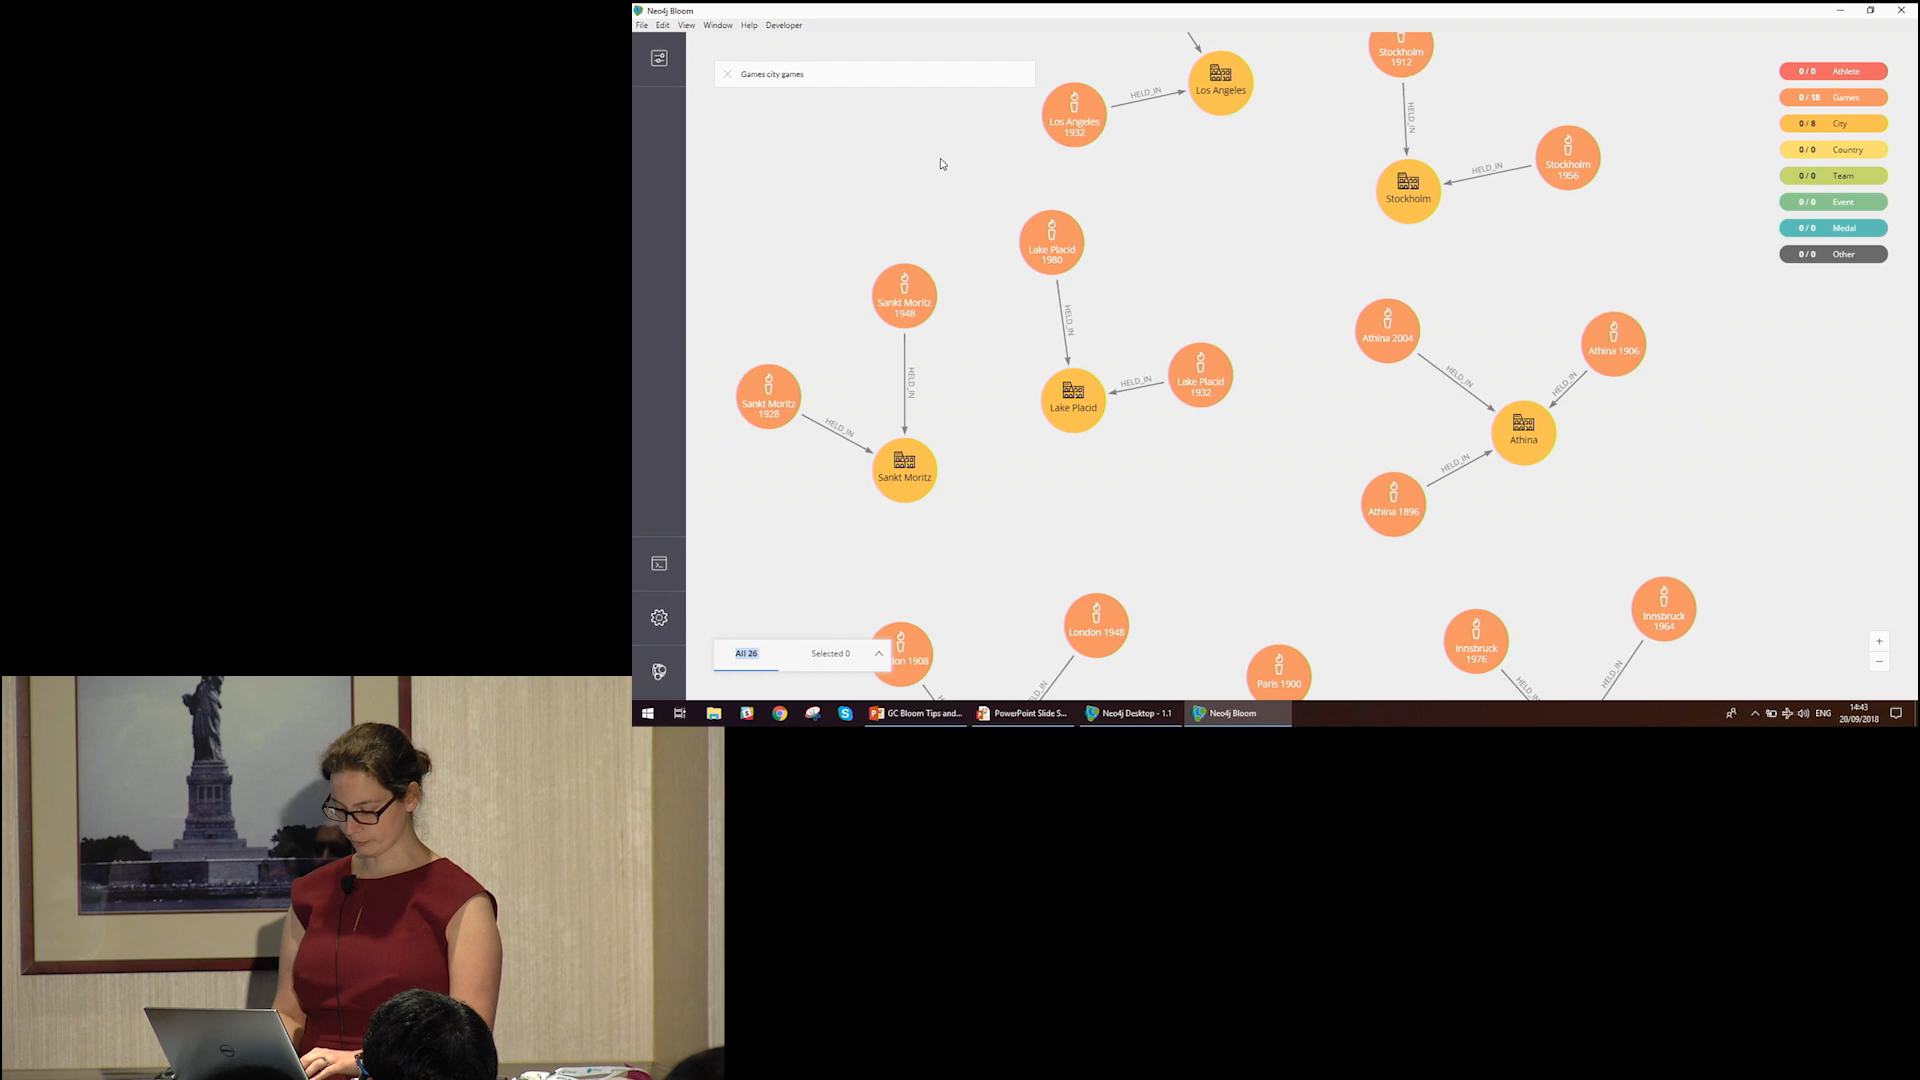 Neo4j Bloom
File Edit View Window Help Developer
Games city games
Los Angeles
HELD_IN
Los Angeles
1932
Stockholm
1912
HELD_IN
Stockholm
1956
HELD_IN
Stockholm
0 / 0 Athlete
0 / 18 Games
0 / 8 City
0 / 0 Country
0 / 0 Team
0 / 0 Event
0 / 0 Medal
0 / 0 Other
Lake Placid
1980
HELD_IN
Lake Placid
1932
HELD_IN
Lake Placid
Sankt Moritz
1948
HELD_IN
Sankt Moritz
1928
HELD_IN
Sankt Moritz
Athina 2004
HELD_IN
Athina 1906
HELD_IN
Athina
HELD_IN
Athina 1896
London 1948
Paris 1900
Innsbruck
1976
HELD_IN
Innsbruck
1964
HELD_IN
All 26 Selected 0
don 1908
+
−
GC Bloom Tips and...
PowerPoint Slide S...
Neo4j Desktop - 1.1
Neo4j Bloom
ENG
14:43
20/09/2018
DELL